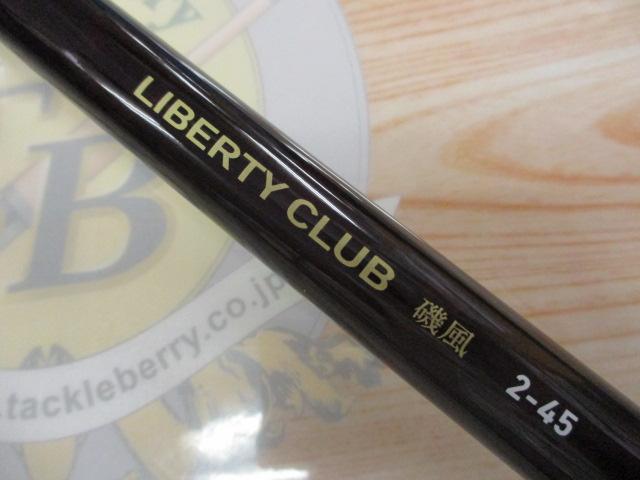 LIBERTY CLUB 磯風 2-45
B
.tackleberry.co.jp